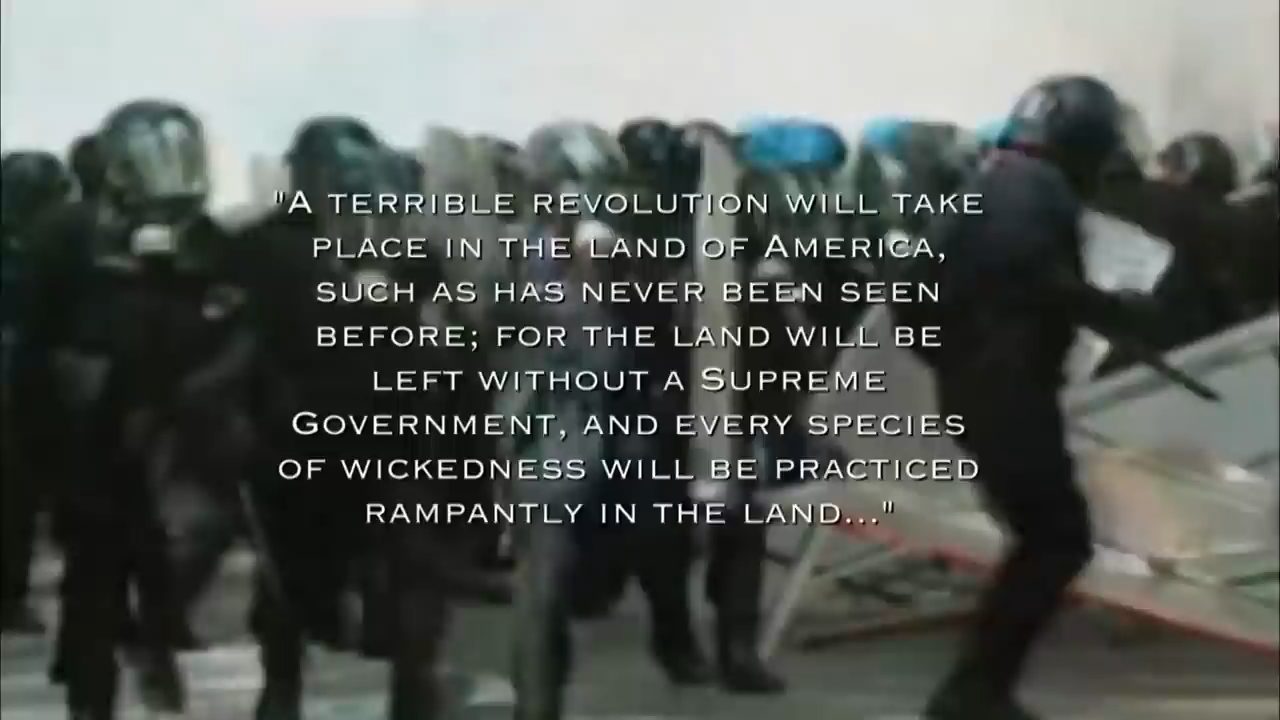 "A TERRIBLE REVOLUTION WILL TAKE
PLACE IN THE LAND OF AMERICA,
SUCH AS HAS NEVER BEEN SEEN
BEFORE; FOR THE LAND WILL BE
LEFT WITHOUT A SUPREME
GOVERNMENT, AND EVERY SPECIES
OF WICKEDNESS WILL BE PRACTICED
RAMPANTLY IN THE LAND..."